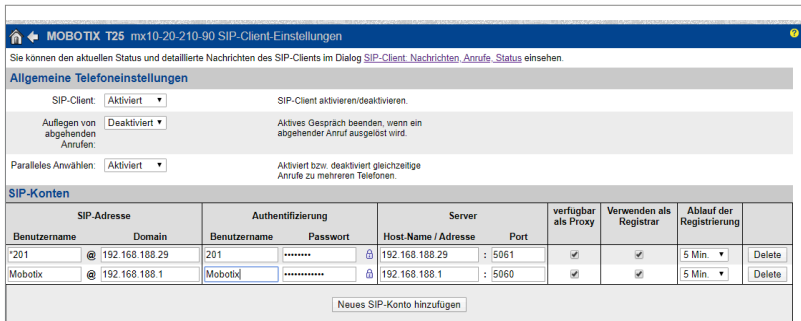 MOBOTIX T25 mx10-20-210-90 SIP-Client-Einstellungen ?
Sie können den aktuellen Status und detaillierte Nachrichten des SIP-Clients im Dialog SIP-Client: Nachrichten, Anrufe, Status einsehen.
Allgemeine Telefoneinstellungen
SIP-Client: Aktiviert SIP-Client aktivieren/deaktivieren.
Auflegen von abgehenden Anrufen: Deaktiviert Aktives Gespräch beenden, wenn ein abgehender Anruf ausgelöst wird.
Paralleles Anwählen: Aktiviert Aktiviert bzw. deaktiviert gleichzeitige Anrufe zu mehreren Telefonen.
SIP-Konten
SIP-Adresse Authentifizierung Server verfügbar als Proxy Verwenden als Registrar Ablauf der Registrierung
Benutzername Domain Benutzername Passwort Host-Name / Adresse Port
*201 @ 192.168.188.29 201 •••••••• 192.168.188.29 : 5061 5 Min. Delete
Mobotix @ 192.168.188.1 Mobotix •••••••••••• 192.168.188.1 : 5060 5 Min. Delete
Neues SIP-Konto hinzufügen